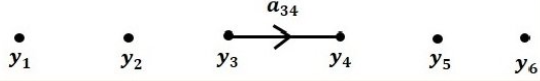 a₃₄
y₁ y₂ y₃ y₄ y₅ y₆